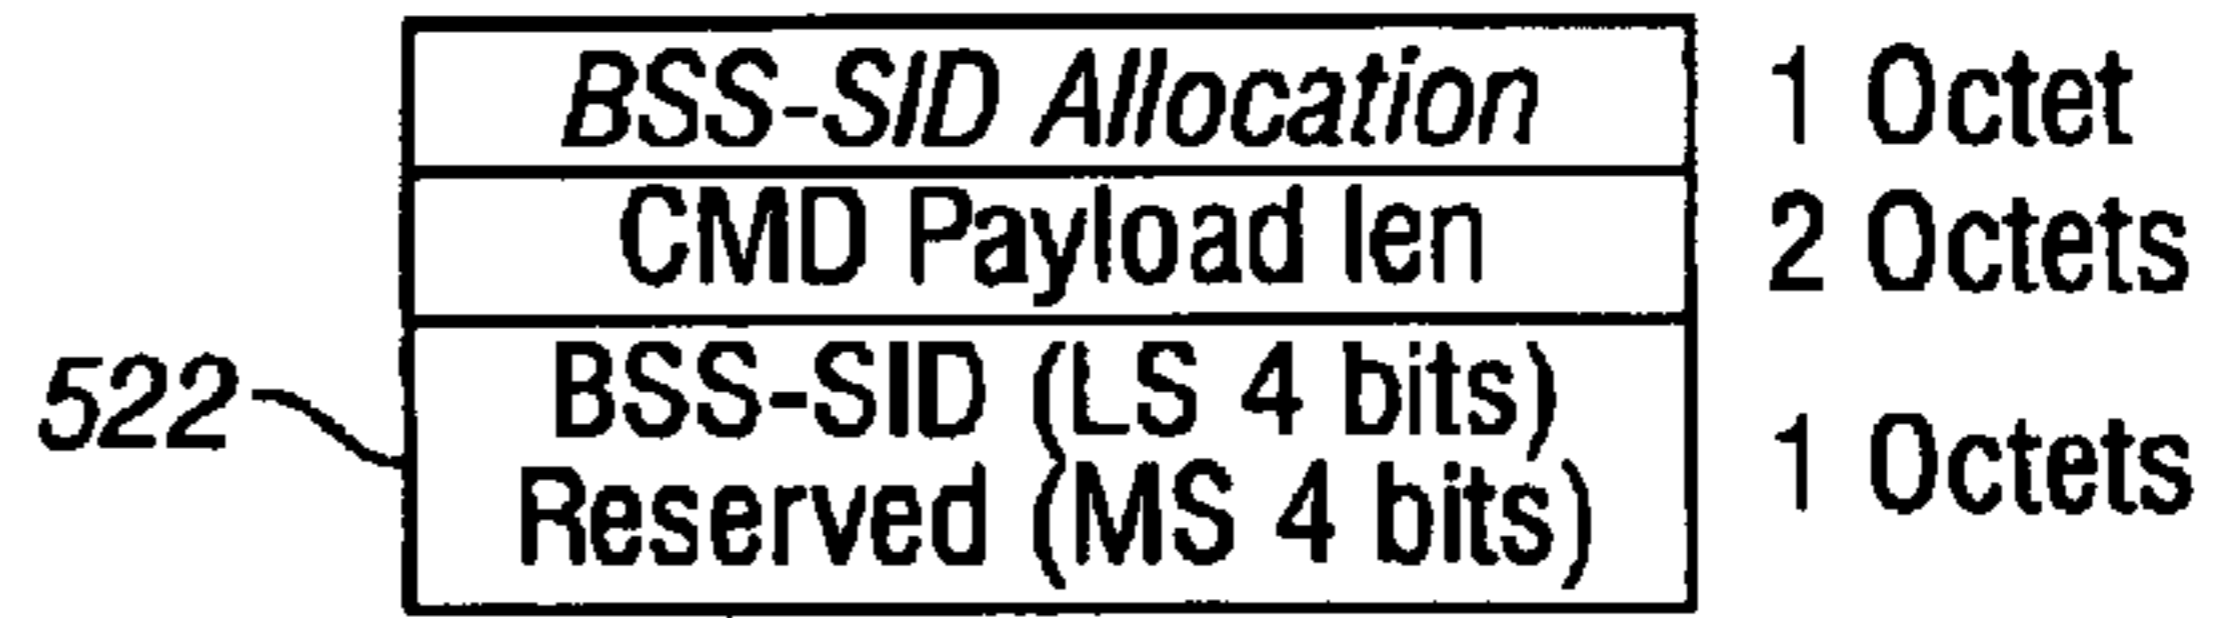 BSS-SID Allocation 1 Octet
CMD Payload len 2 Octets
522 BSS-SID (LS 4 bits)
Reserved (MS 4 bits) 1 Octets